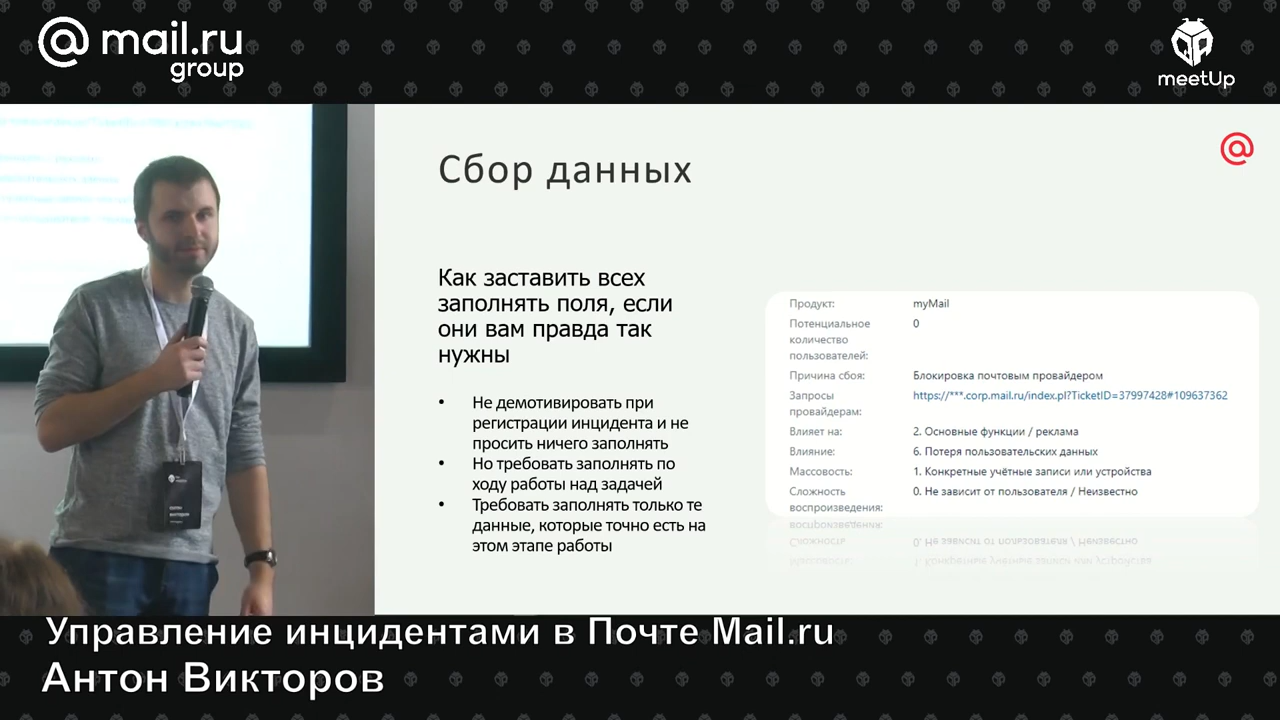 @mail.ru
group
meetUp
Сбор данных
@
Как заставить всех
заполнять поля, если
они вам правда так
нужны
• Не демотивировать при
регистрации инцидента и не
просить ничего заполнять
• Но требовать заполнять по
ходу работы над задачей
• Требовать заполнять только те
данные, которые точно есть на
этом этапе работы
Продукт: myMail
Потенциальное 0
количество
пользователей:
Причина сбоя: Блокировка почтовым провайдером
Запросы https://***.corp.mail.ru/index.pl?TicketID=37997428#109637362
провайдерам:
Влияет на: 2. Основные функции / реклама
Влияние: 6. Потеря пользовательских данных
Массовость: 1. Конкретные учётные записи или устройства
Сложность 0. Не зависит от пользователя / Неизвестно
воспроизведения:
Управление инцидентами в Почте Mail.ru
Антон Викторов